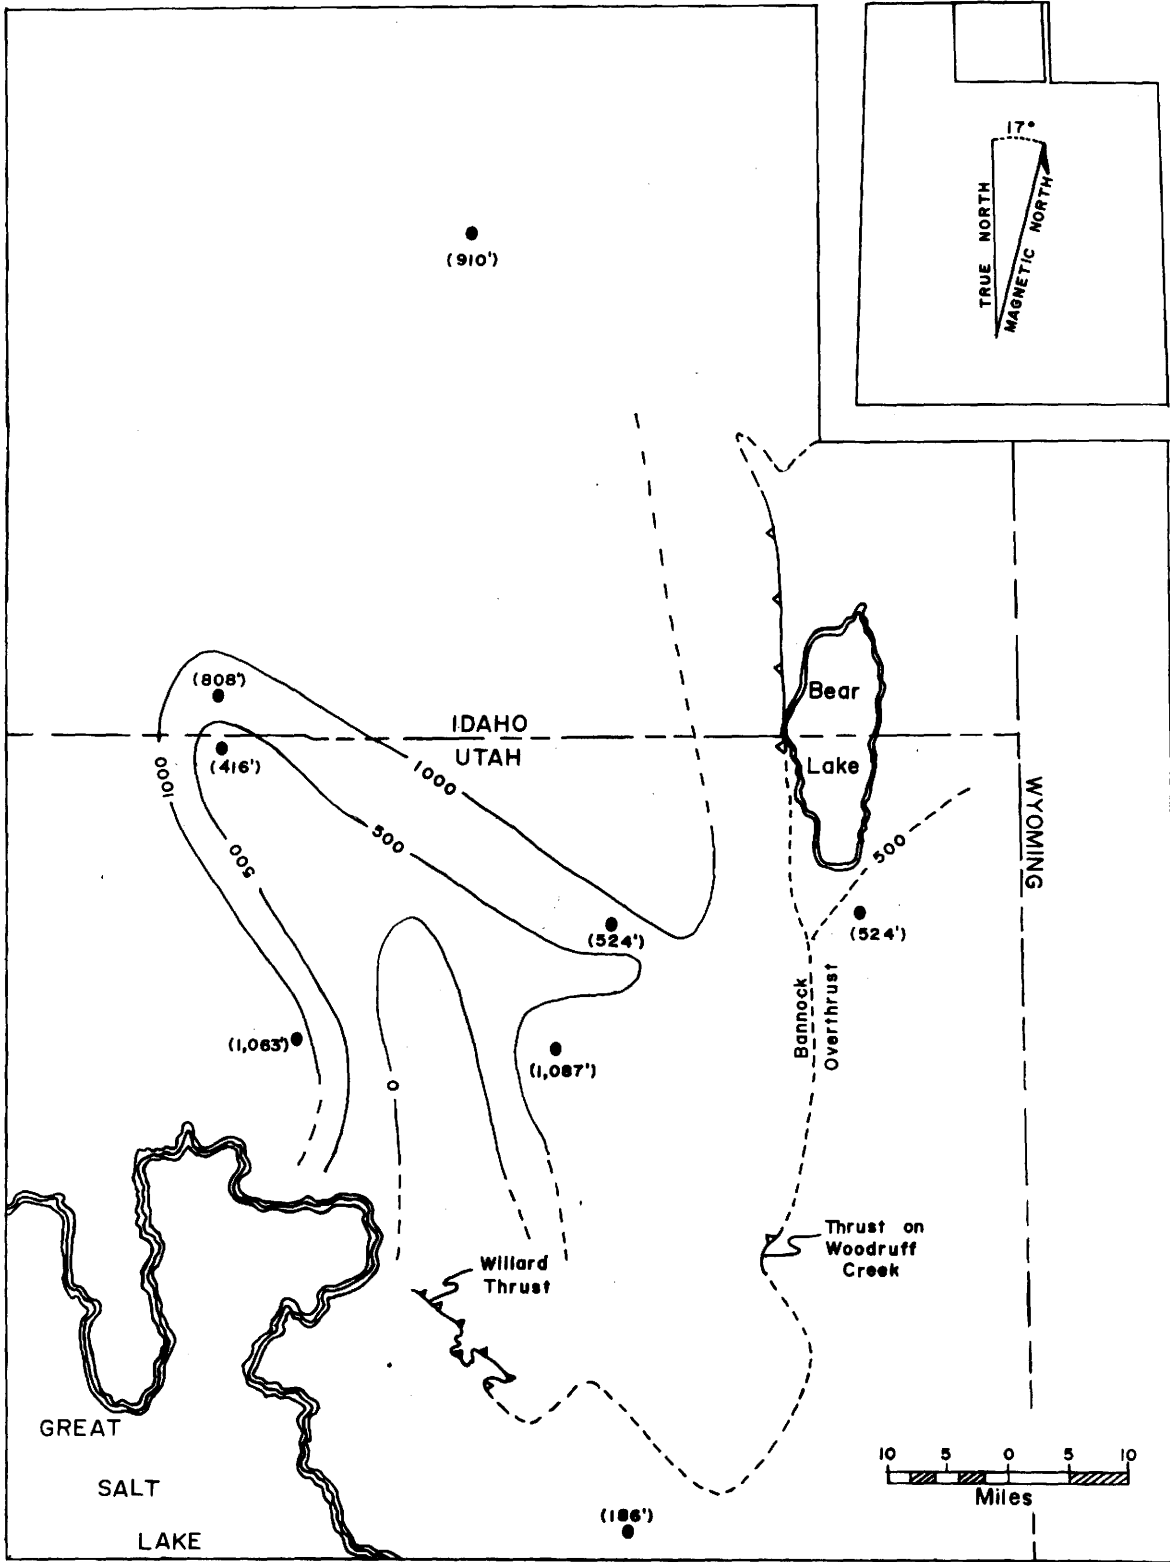 17°
TRUE NORTH
MAGNETIC NORTH
(910')
(808')
IDAHO
UTAH
(416')
1000
1000
500
500
Bear
Lake
WYOMING
500
(524')
(524')
Bannock
Overthrust
(1,063')
(1,087')
0
Thrust on
Woodruff
Creek
Willard
Thrust
GREAT
SALT
LAKE
10 5 0 5 10
Miles
(186')